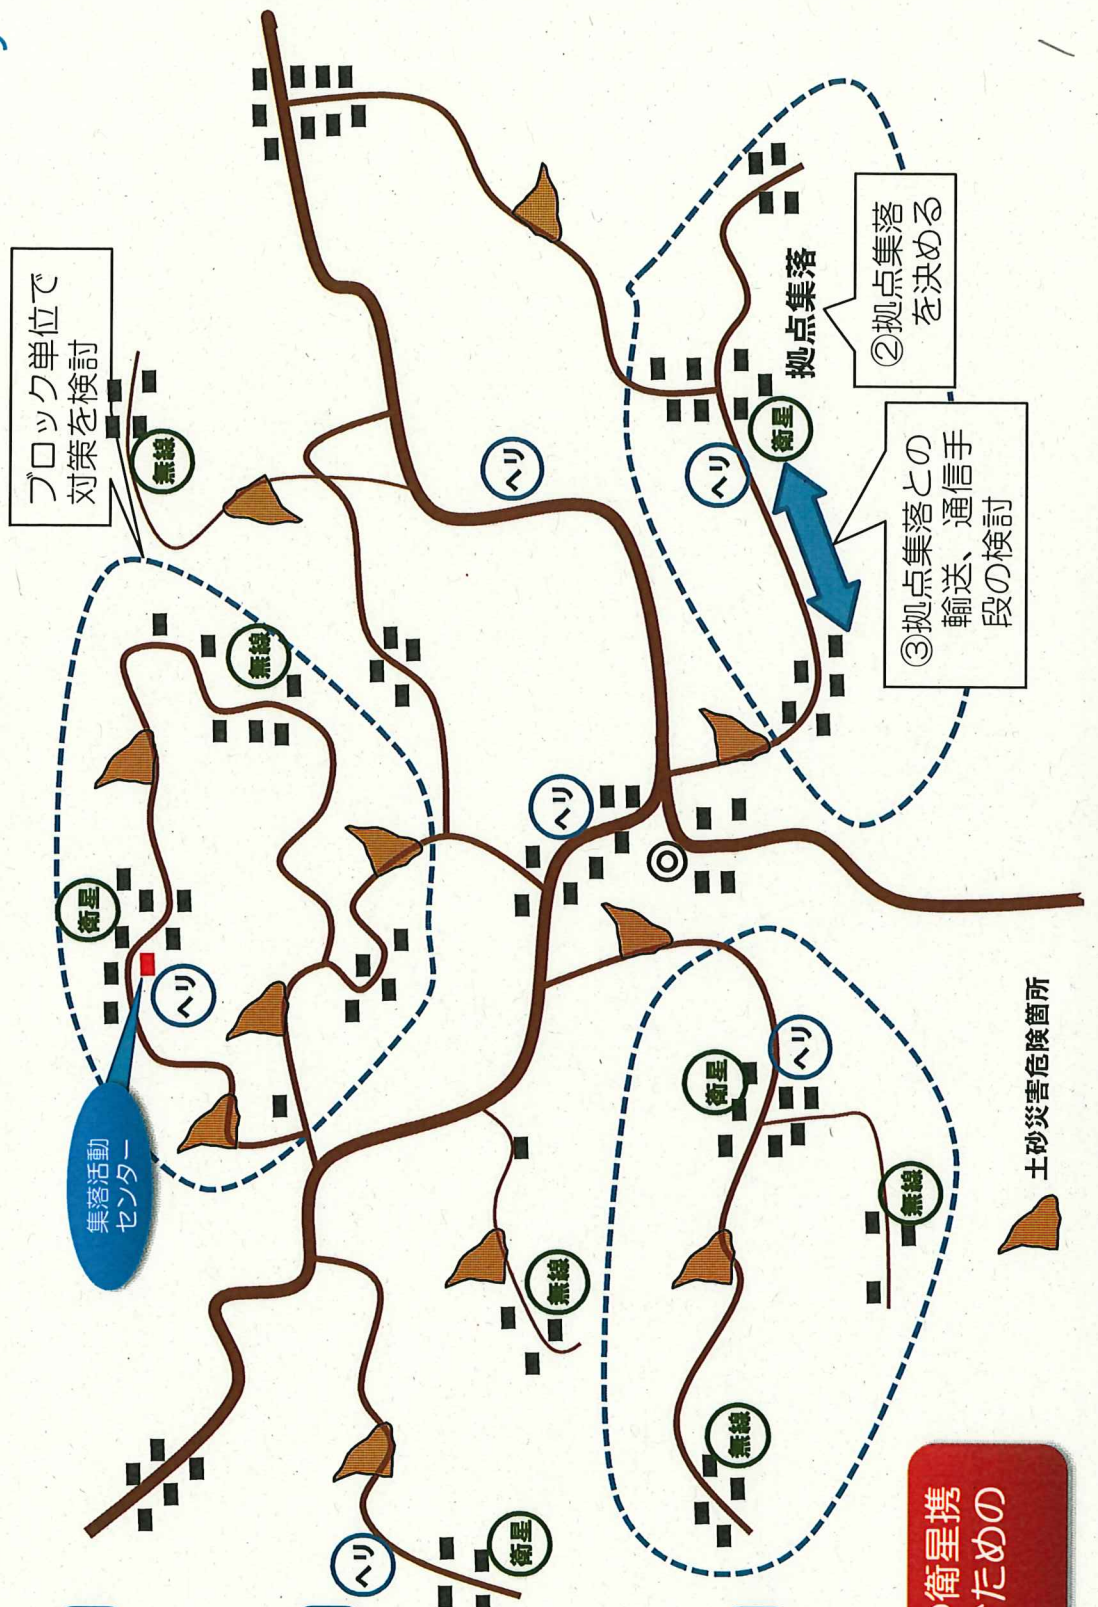 ブロック単位で
対策を検討
無線
無線
衛星
ヘリ
集落活動
センター
ヘリ
ヘリ
ヘリ
拠点集落
②拠点集落
を決める
衛星
③拠点集落との
輸送、通信手
段の検討
◎
衛星
ヘリ
無線
無線
無線
ヘリ
衛星
土砂災害危険箇所
衛星携
ための